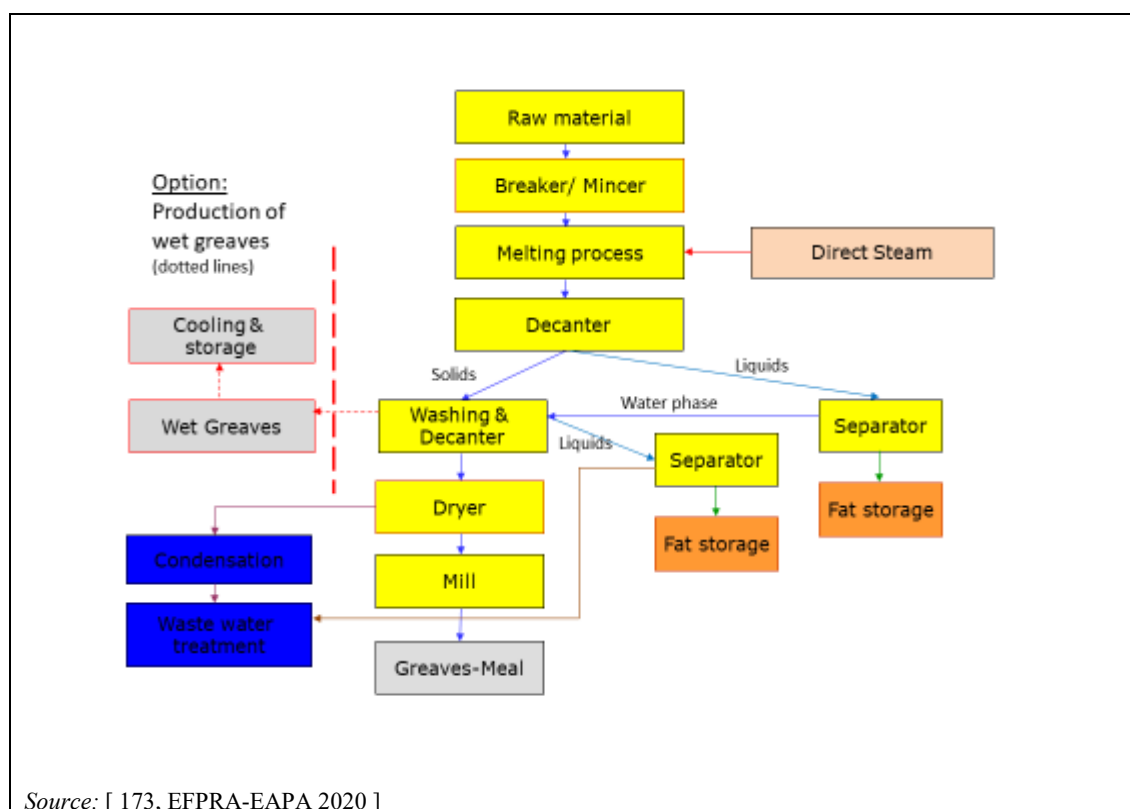 Raw material
Option:
Production of
wet greaves
(dotted lines)
Breaker/ Mincer
Melting process
Direct Steam
Decanter
Cooling &
storage
Solids
Liquids
Wet Greaves
Washing &
Decanter
Water phase
Separator
Liquids
Separator
Dryer
Fat storage
Fat storage
Condensation
Mill
Waste water
treatment
Greaves-Meal
Source: [ 173, EFPRA-EAPA 2020 ]